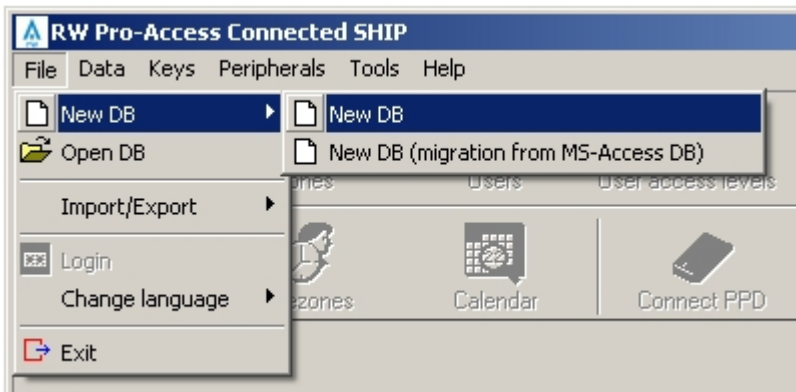 RW Pro-Access Connected SHIP
File Data Keys Peripherals Tools Help
New DB New DB
Open DB New DB (migration from MS-Access DB)
Users User access levels
Import/Export
Login
Calendar Connect PPD
Change language
Exit